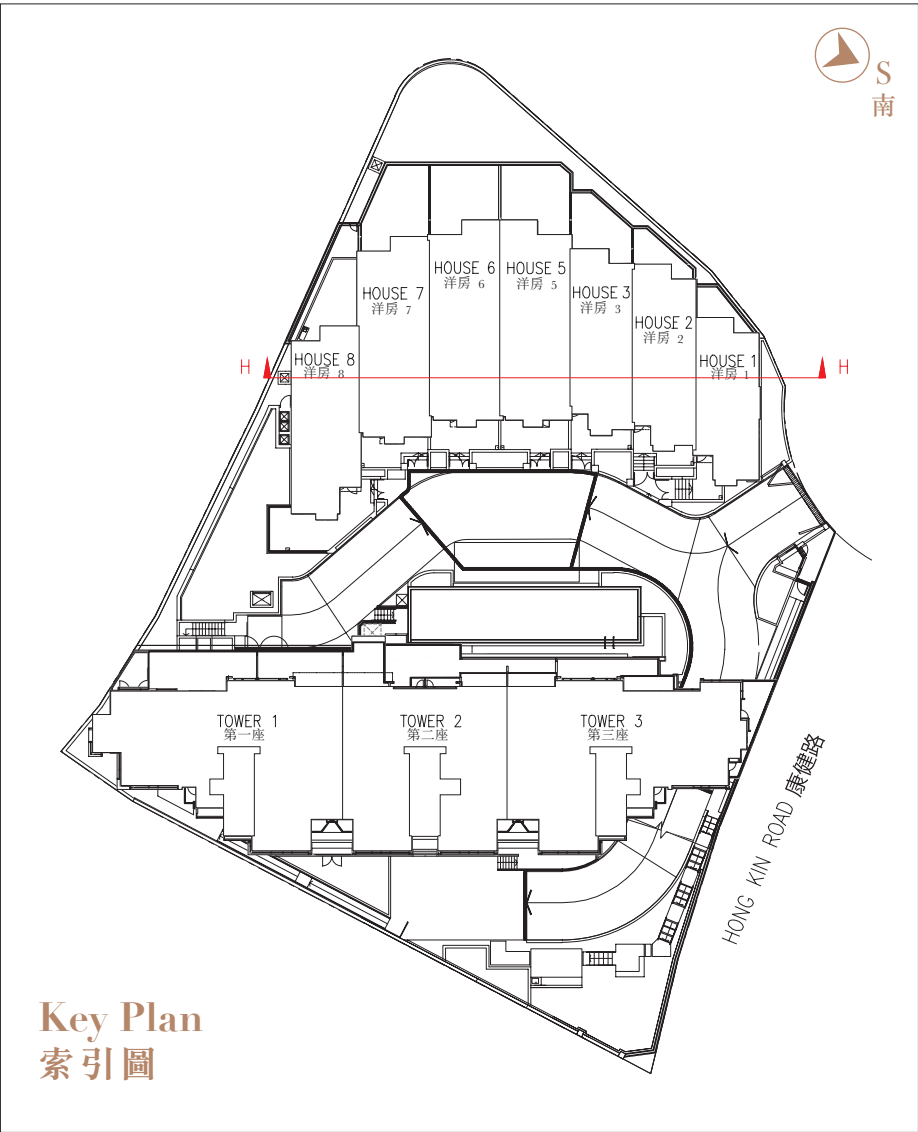 S
南
HOUSE 6
洋房 6
HOUSE 5
洋房 5
HOUSE 7
洋房 7
HOUSE 3
洋房 3
HOUSE 2
洋房 2
HOUSE 8
洋房 8
HOUSE 1
洋房 1
H
H
TOWER 1
第一座
TOWER 2
第二座
TOWER 3
第三座
HONG KIN ROAD 康健路
Key Plan
索引圖